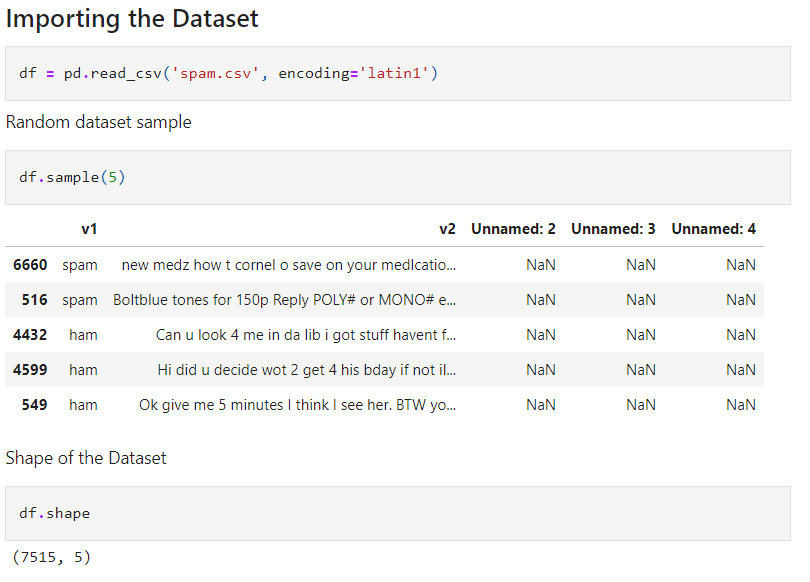 Importing the Dataset
df = pd.read_csv('spam.csv', encoding='latin1')
Random dataset sample
df.sample(5)
v1 v2 Unnamed: 2 Unnamed: 3 Unnamed: 4
6660 spam new medz how t cornel o save on your medlcatio... NaN NaN NaN
516 spam Boltblue tones for 150p Reply POLY# or MONO# e... NaN NaN NaN
4432 ham Can u look 4 me in da lib i got stuff havent f... NaN NaN NaN
4599 ham Hi did u decide wot 2 get 4 his bday if not il... NaN NaN NaN
549 ham Ok give me 5 minutes I think I see her. BTW yo... NaN NaN NaN
Shape of the Dataset
df.shape
(7515, 5)